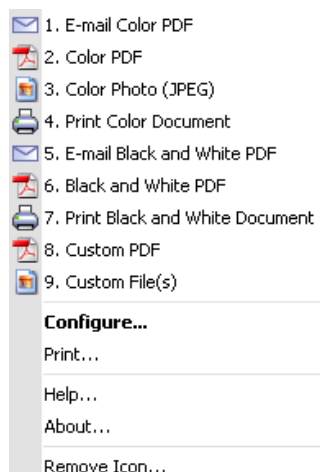 1. E-mail Color PDF
2. Color PDF
3. Color Photo (JPEG)
4. Print Color Document
5. E-mail Black and White PDF
6. Black and White PDF
7. Print Black and White Document
8. Custom PDF
9. Custom File(s)
Configure...
Print...
Help...
About...
Remove Icon...